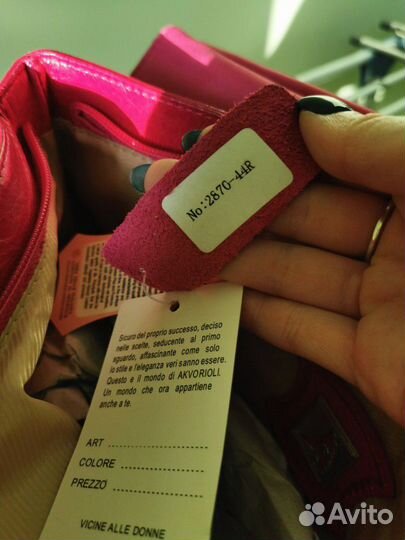 No:2870-44R
Sicuro del proprio successo, deciso
nelle scelte, seducente al primo
sguardo, affascinante come solo
lo stile e l'eleganza veri sanno essere.
Questo e il mondo di AKVORIOLI.
Un mondo che ora appartiene
anche a te.
ART
COLORE
PREZZO
VICINE ALLE DONNE
Avito